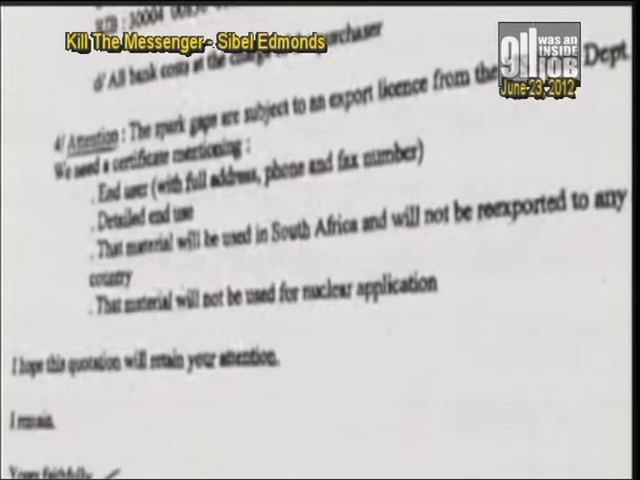 Kill The Messenger - Sibel Edmonds
911 WAS AN INSIDE JOB
June 23, 2012
d/ All bank costs at the charge purchaser
4/ Attention : The spark gaps are subject to an export licence from the Dept.
We need a certificate mentioning :
. End user (with full address, phone and fax number)
. Detailed end use
. That material will be used in South Africa and will not be reexported to any
country
. That material will not be used for nuclear application
I hope this quotation will retain your attention.
I remain.
Yours faithfully